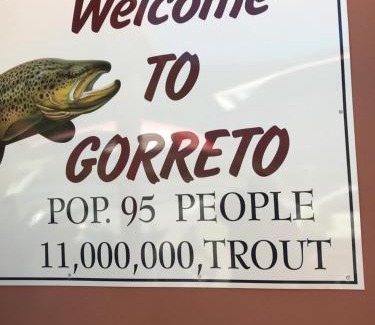 Welcome
TO
GORRETO
POP. 95 PEOPLE
11,000,000,TROUT